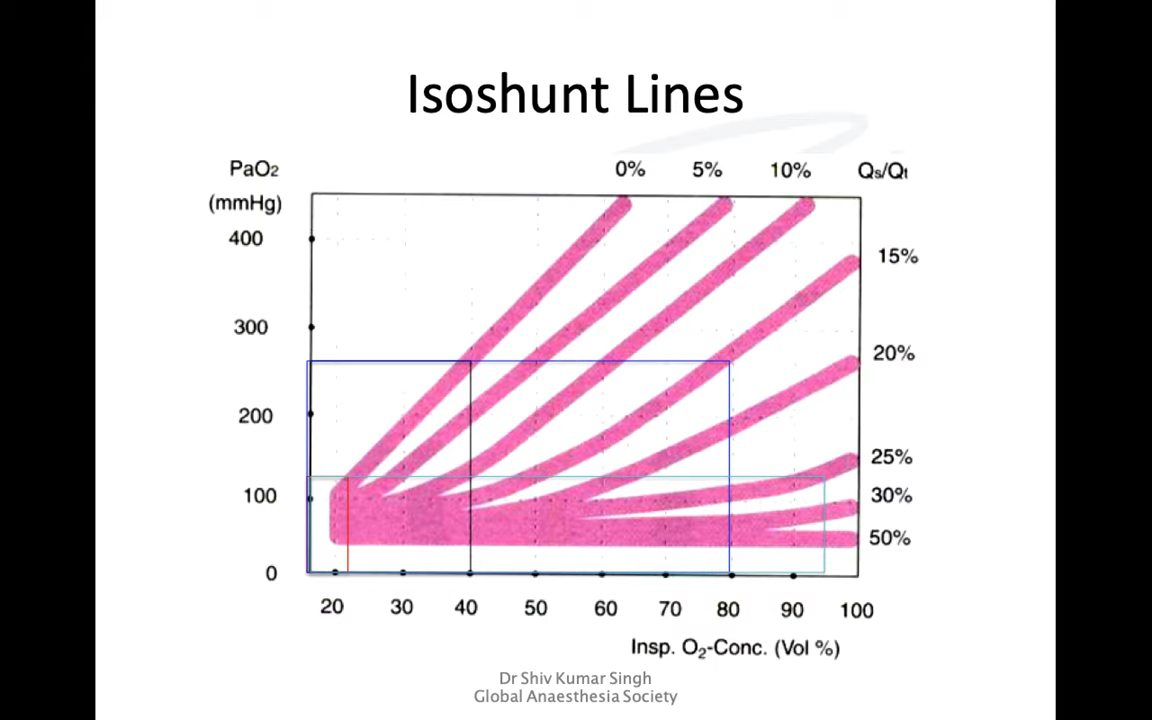 Isoshunt Lines
PaO₂ 0% 5% 10% Qs/Qt
(mmHg)
400
15%
300
20%
200
25%
100
30%
50%
0
20 30 40 50 60 70 80 90 100
Insp. O₂-Conc. (Vol %)
Dr Shiv Kumar Singh
Global Anaesthesia Society